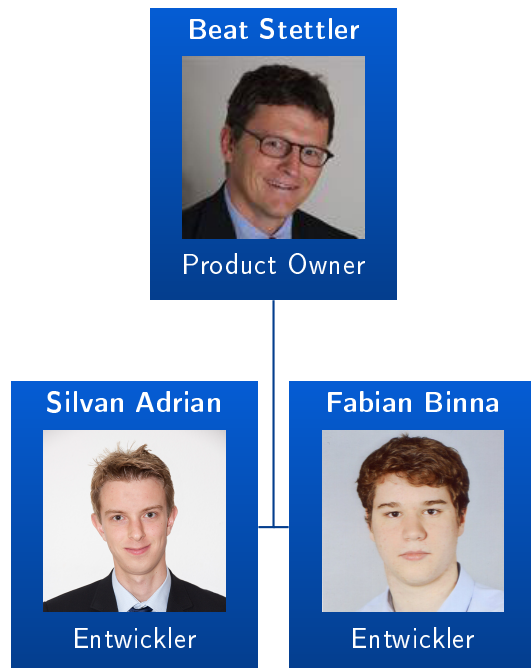 Beat Stettler
Product Owner
Silvan Adrian
Entwickler
Fabian Binna
Entwickler